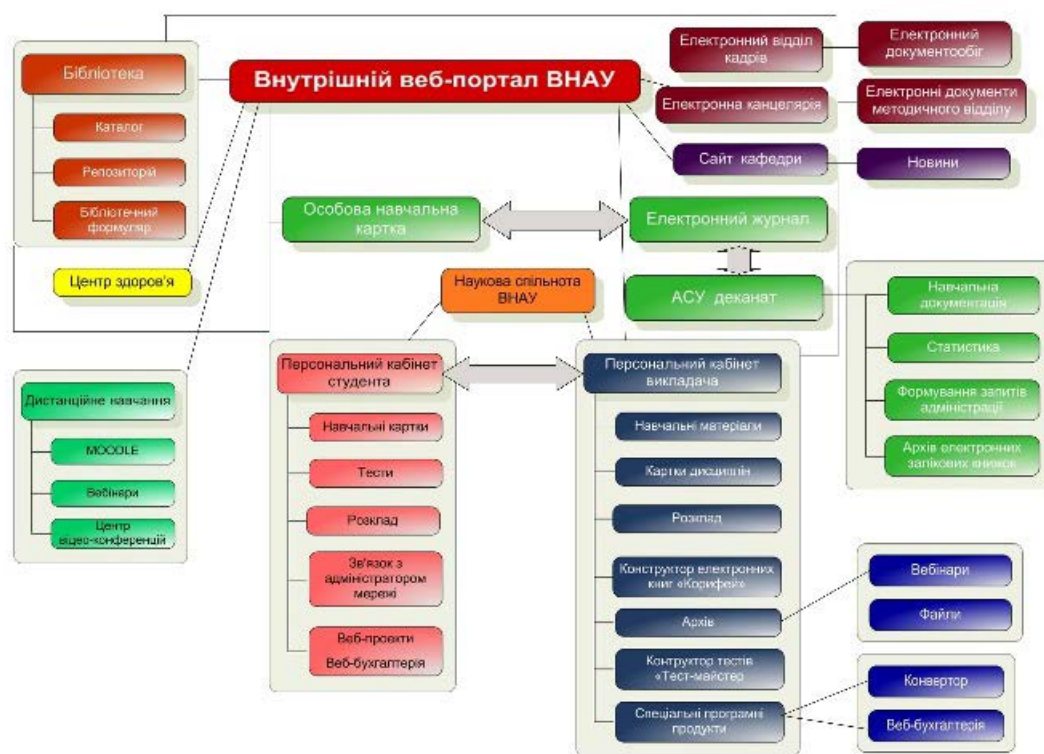 Бібліотека
Каталог
Репозиторій
Бібліотечний
формуляр
Внутрішній веб-портал ВНАУ
Електронний відділ
кадрів
Електронний
документообіг
Електронна канцелярія
Електронні документи
методичного відділу
Сайт кафедри
Новини
Особова навчальна
картка
Електронний журнал
Центр здоров'я
Наукова спільнота
ВНАУ
АСУ деканат
Навчальна
документація
Статистика
Формування запитів
адміністрації
Архів електронних
залікових книжок
Дистанційне навчання
MOODLE
Вебінари
Центр
відео-конференцій
Персональний кабінет
студента
Навчальні картки
Тести
Розклад
Зв'язок з
адміністратором
мережі
Веб-проекти
Веб-бухгалтерія
Персональний кабінет
викладача
Навчальні матеріали
Картки дисциплін
Розклад
Конструктор електронних
книг «Корифей»
Архів
Контруктор тестів
«Тест-майстер
Спеціальні програмні
продукти
Вебінари
Файли
Конвертор
Веб-бухгалтерія